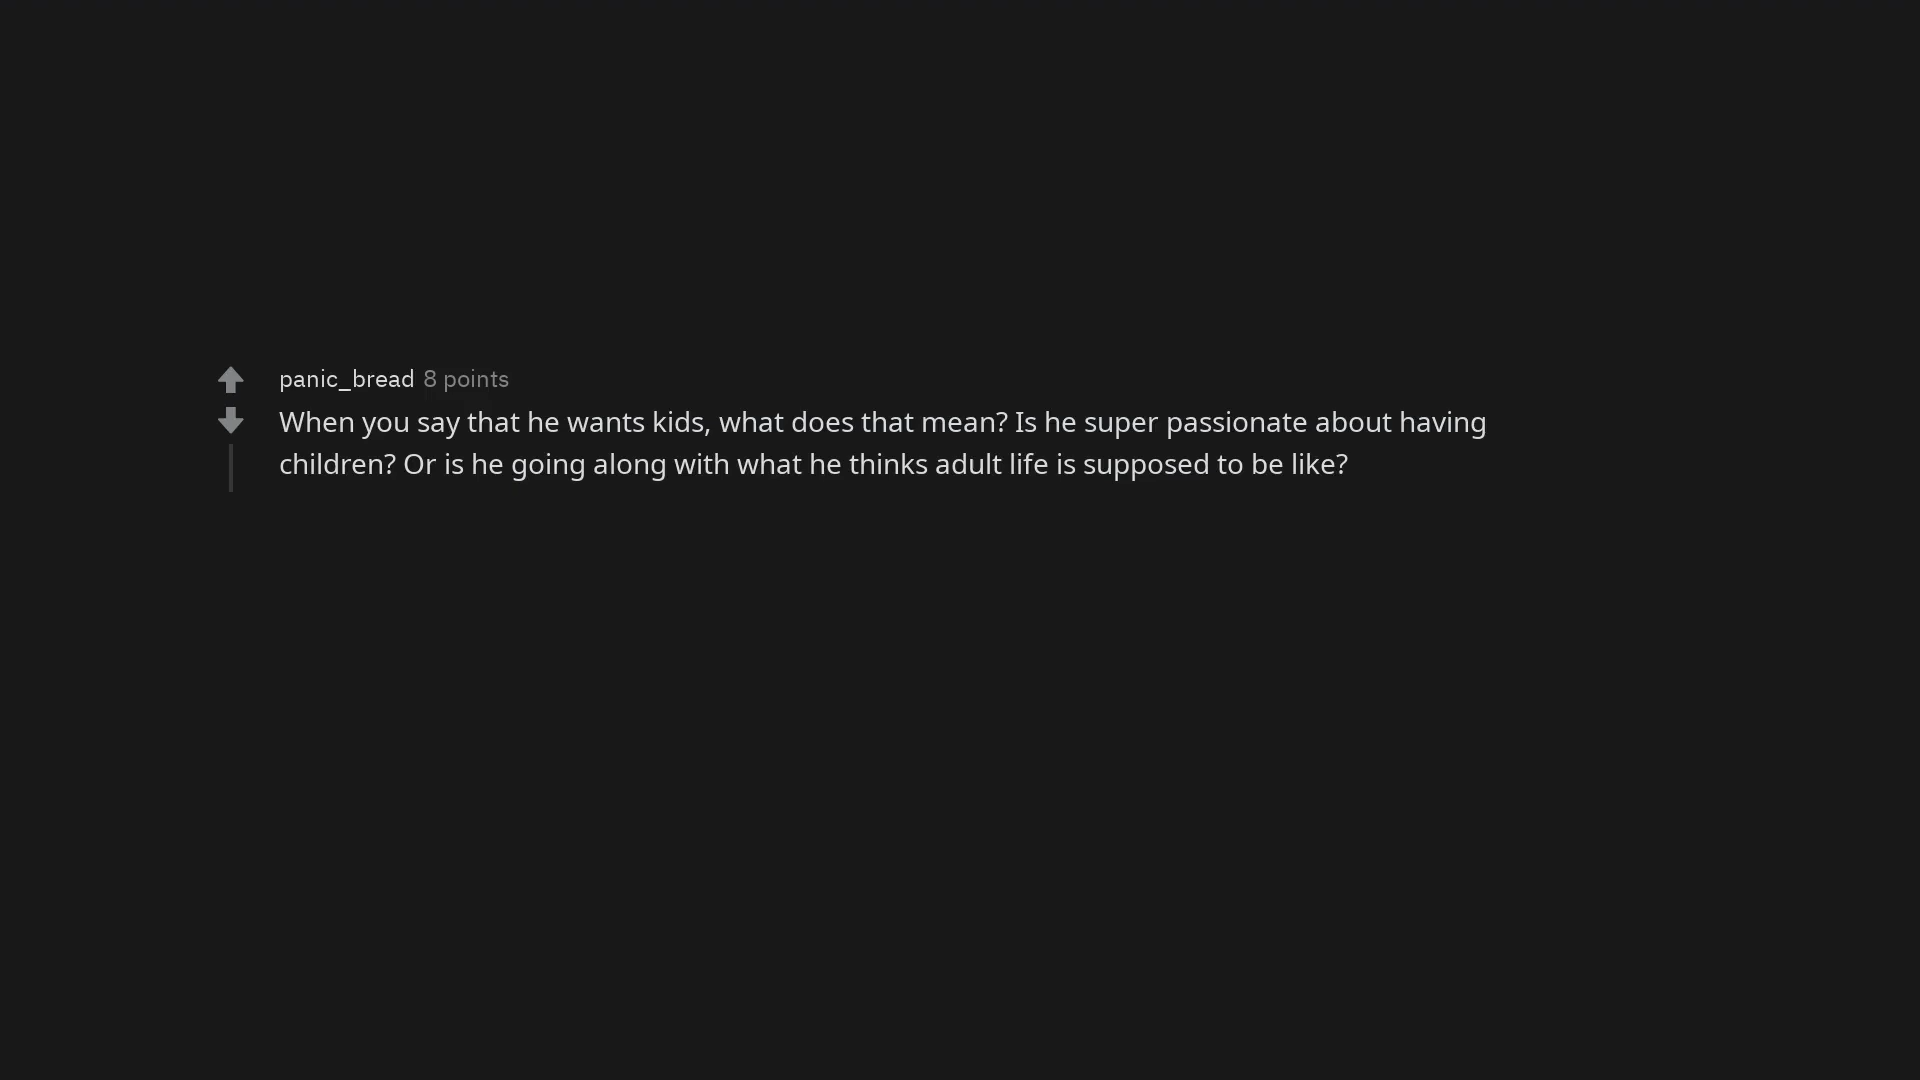 panic_bread 8 points
When you say that he wants kids, what does that mean? Is he super passionate about having
children? Or is he going along with what he thinks adult life is supposed to be like?